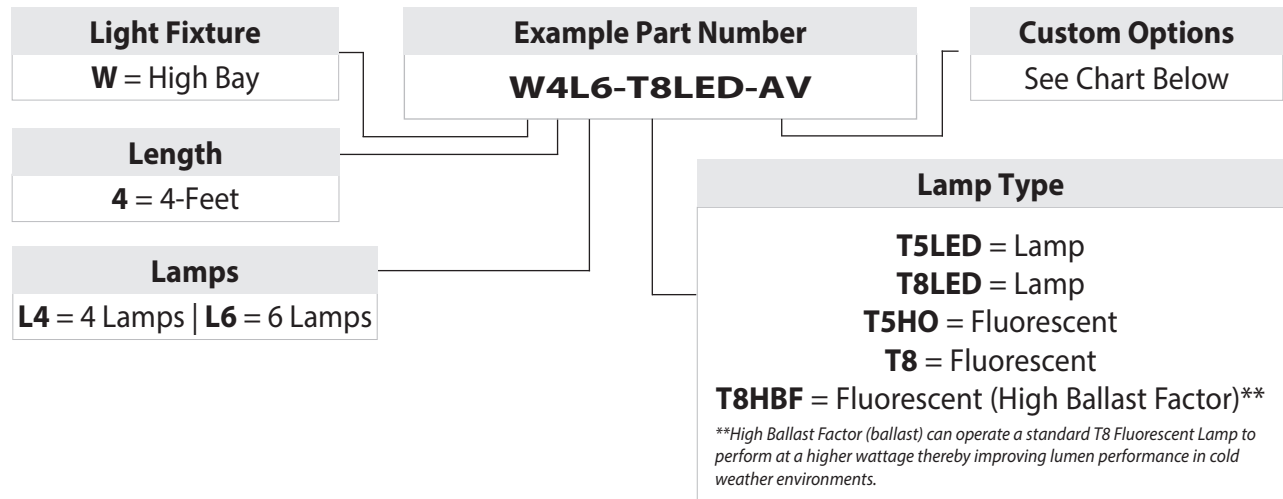 Light Fixture
W = High Bay
Example Part Number
W4L6-T8LED-AV
Custom Options
See Chart Below
Length
4 = 4-Feet
Lamps
L4 = 4 Lamps | L6 = 6 Lamps
Lamp Type
T5LED = Lamp
T8LED = Lamp
T5HO = Fluorescent
T8 = Fluorescent
T8HBF = Fluorescent (High Ballast Factor)**
**High Ballast Factor (ballast) can operate a standard T8 Fluorescent Lamp to
perform at a higher wattage thereby improving lumen performance in cold
weather environments.